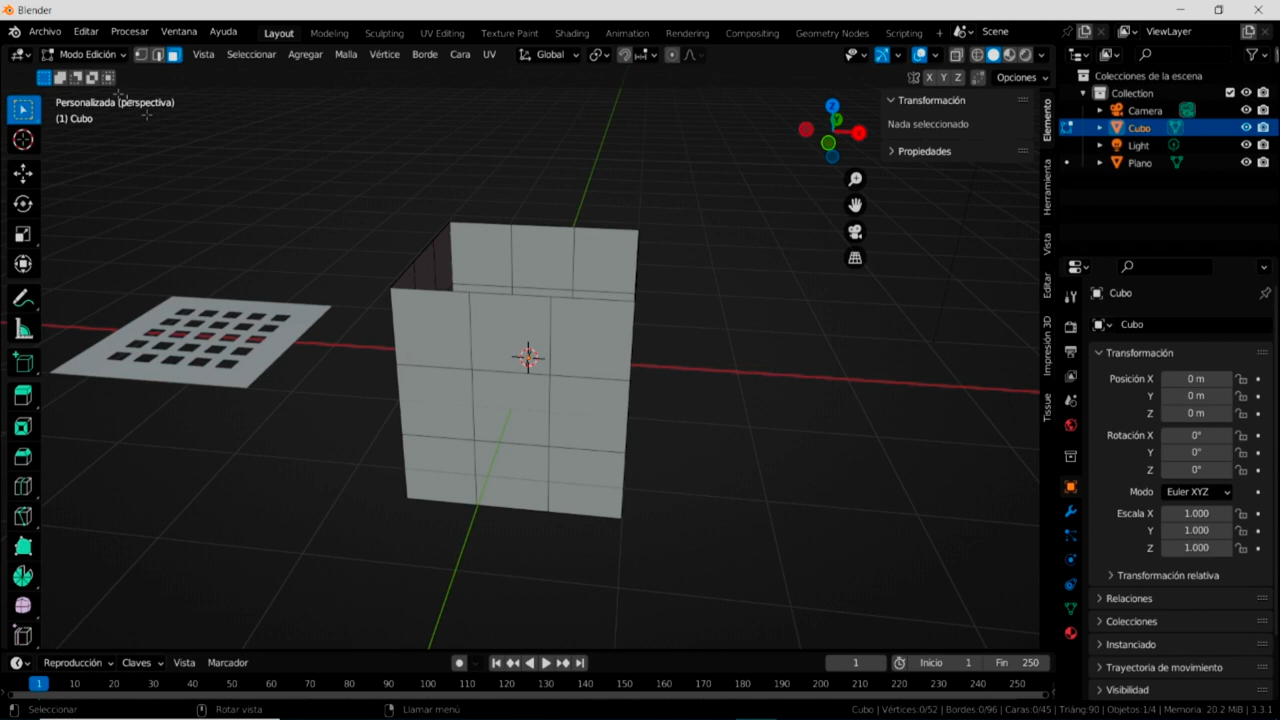 Blender
Archivo Editar Procesar Ventana Ayuda Layout Modeling Sculpting UV Editing Texture Paint Shading Animation Rendering Compositing Geometry Nodes Scripting + Scene ViewLayer
Modo Edición Vista Seleccionar Agregar Malla Vértice Borde Cara UV Global
X Y Z Opciones
Colecciones de la escena
Collection
Camera
Cubo
Light
Plano
Personalizada (perspectiva)
(1) Cubo
Z
Y
X
Transformación
Nada seleccionado
Propiedades
Elemento
Herramienta
Vista
Editar
Impresión 3D
Tissue
Cubo
Cubo
Transformación
Posición X 0 m
Y 0 m
Z 0 m
Rotación X 0°
Y 0°
Z 0°
Modo Euler XYZ
Escala X 1.000
Y 1.000
Z 1.000
Transformación relativa
Relaciones
Colecciones
Instanciado
Trayectoria de movimiento
Visibilidad
Reproducción Claves Vista Marcador 1 Inicio 1 Fin 250
1 10 20 30 40 50 60 70 80 90 100 110 120 130 140 150 160 170 180 190 200 210 220 230 240 250
Seleccionar Rotar vista Llamar menú Cubo | Vértices:0/52 | Bordes:0/96 | Caras:0/45 | Triáng:90 | Objetos:1/4 | Memoria: 20.2 MiB | 3.3.1